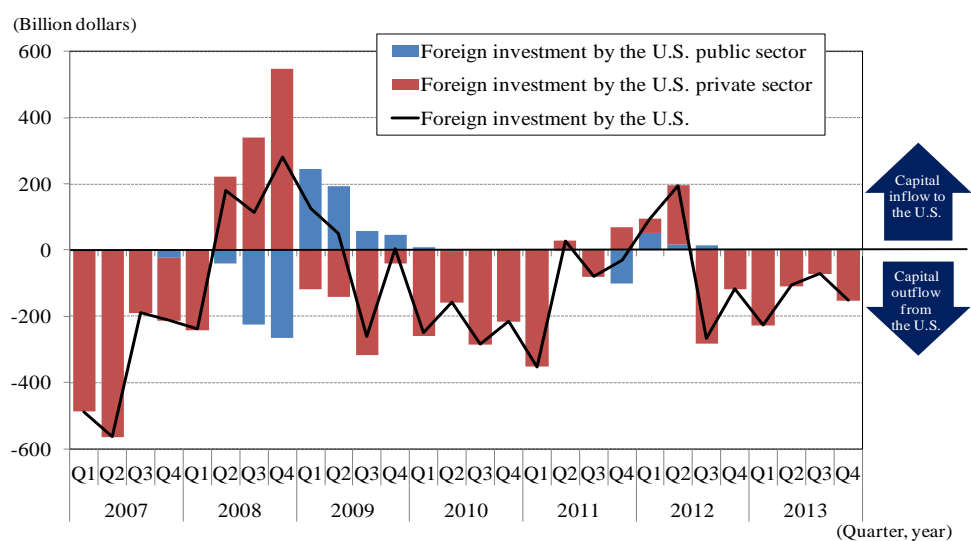 (Billion dollars)
600
400
200
0
-200
-400
-600
Foreign investment by the U.S. public sector
Foreign investment by the U.S. private sector
Foreign investment by the U.S.
Capital
inflow to
the U.S.
Capital
outflow
from
the U.S.
Q1 Q2 Q3 Q4 Q1 Q2 Q3 Q4 Q1 Q2 Q3 Q4 Q1 Q2 Q3 Q4 Q1 Q2 Q3 Q4 Q1 Q2 Q3 Q4 Q1 Q2 Q3 Q4
2007 2008 2009 2010 2011 2012 2013
(Quarter, year)